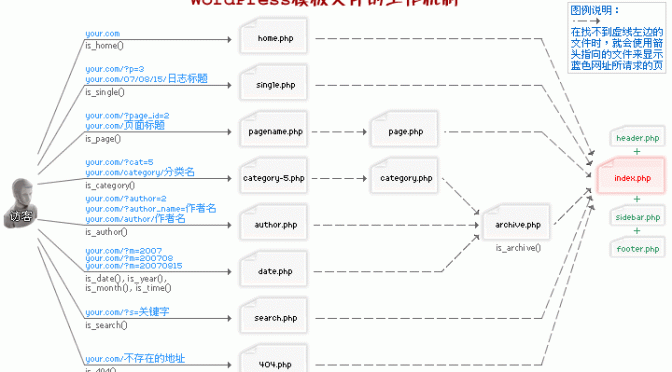 WordPress模板文件的工作机制
图例说明：
在找不到虚线左边的
文件时，就会使用箭
头指向的文件来显示
蓝色网址所请求的页
your.com
is_home()
home.php
your.com/?p=3
your.com/07/08/15/日志标题
is_single()
single.php
your.com/?page_id=2
your.com/页面标题
is_page()
pagename.php
page.php
header.php
+
your.com/?cat=5
your.com/category/分类名
is_category()
category-5.php
category.php
index.php
+
访客
your.com/?author=2
your.com/?author_name=作者名
your.com/author/作者名
is_author()
author.php
archive.php
is_archive()
sidebar.php
+
footer.php
your.com/?m=2007
your.com/?m=200708
your.com/?m=20070815
is_date(), is_year(),
is_month(), is_time()
date.php
your.com/?s=关键字
is_search()
search.php
your.com/不存在的地址
is_404()
404.php